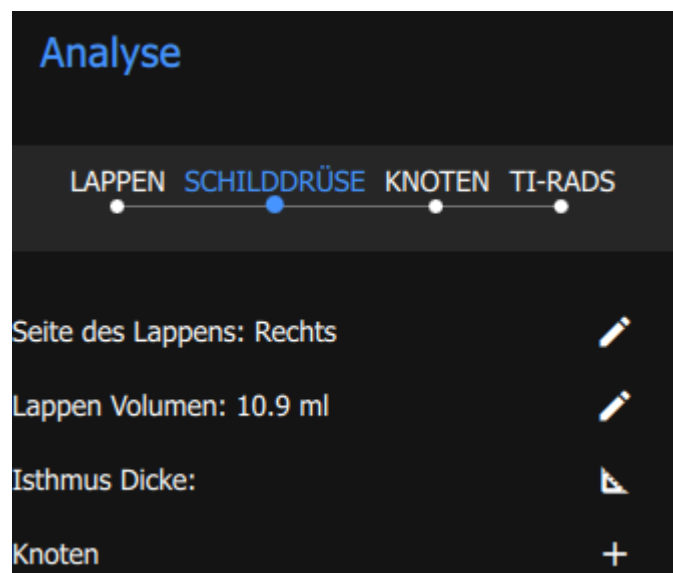 Analyse
LAPPEN SCHILDDRÜSE KNOTEN TI-RADS
Seite des Lappens: Rechts
Lappen Volumen: 10.9 ml
Isthmus Dicke:
Knoten